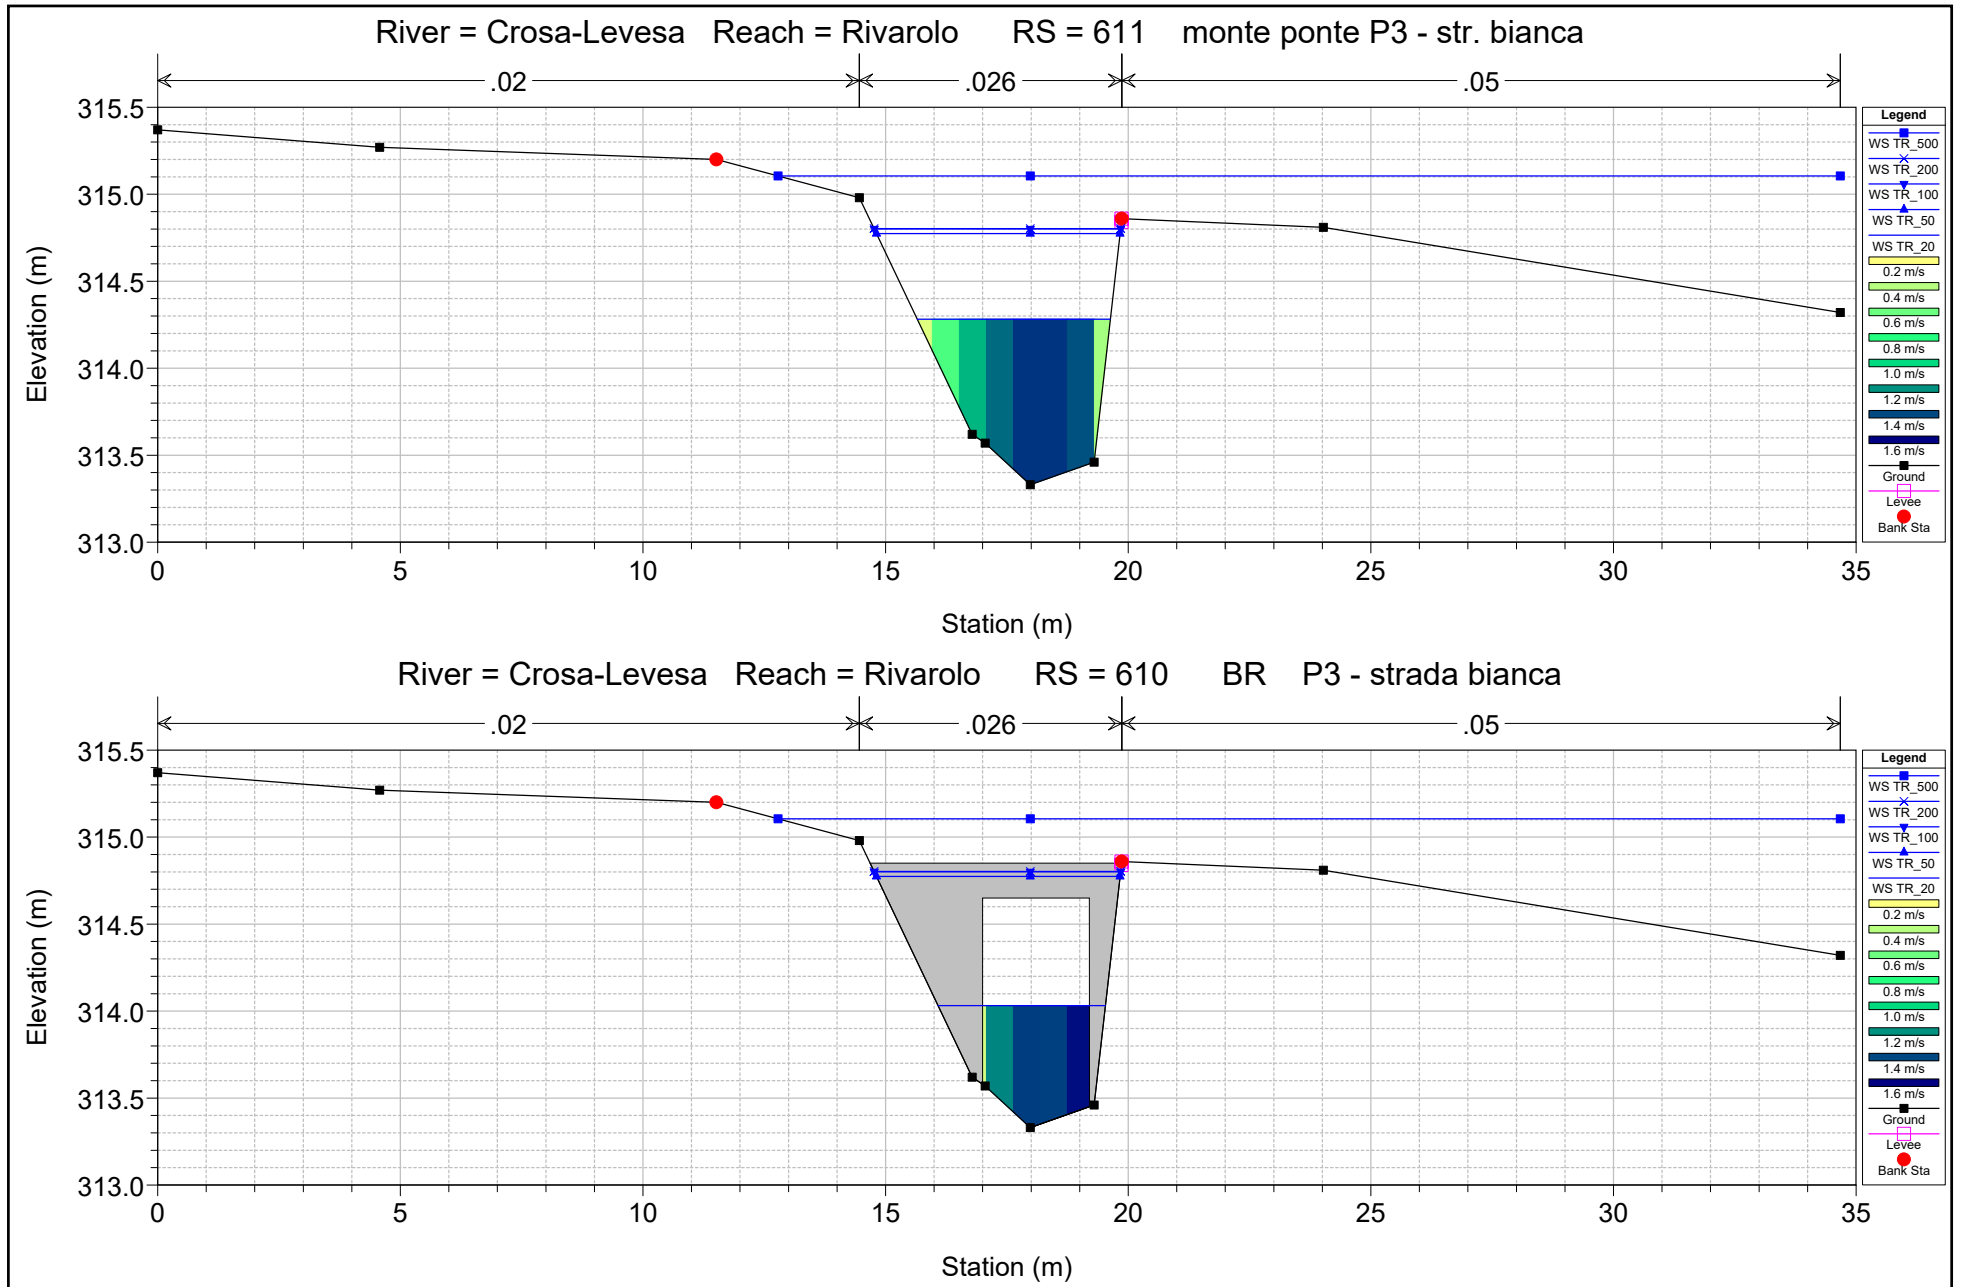 River = Crosa-Levesa   Reach = Rivarolo      RS = 611    monte ponte P3 - str. bianca
.02 .026 .05
315.5
315.0
314.5
314.0
313.5
313.0
Elevation (m)
0 5 10 15 20 25 30 35
Station (m)
Legend
WS TR_500
WS TR_200
WS TR_100
WS TR_50
WS TR_20
0.2 m/s
0.4 m/s
0.6 m/s
0.8 m/s
1.0 m/s
1.2 m/s
1.4 m/s
1.6 m/s
Ground
Levee
Bank Sta
River = Crosa-Levesa   Reach = Rivarolo      RS = 610      BR    P3 - strada bianca
.02 .026 .05
315.5
315.0
314.5
314.0
313.5
313.0
Elevation (m)
0 5 10 15 20 25 30 35
Station (m)
Legend
WS TR_500
WS TR_200
WS TR_100
WS TR_50
WS TR_20
0.2 m/s
0.4 m/s
0.6 m/s
0.8 m/s
1.0 m/s
1.2 m/s
1.4 m/s
1.6 m/s
Ground
Levee
Bank Sta